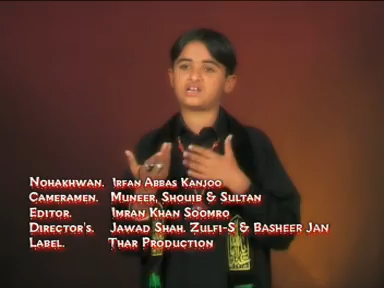 Nohakhwan. Irfan Abbas Kanjoo
Cameramen. Muneer, Shouib & Sultan
Editor. Imran Khan Soomro
Director's. Jawad Shah. Zulfi-S & Basheer Jan
Label. Thar Production